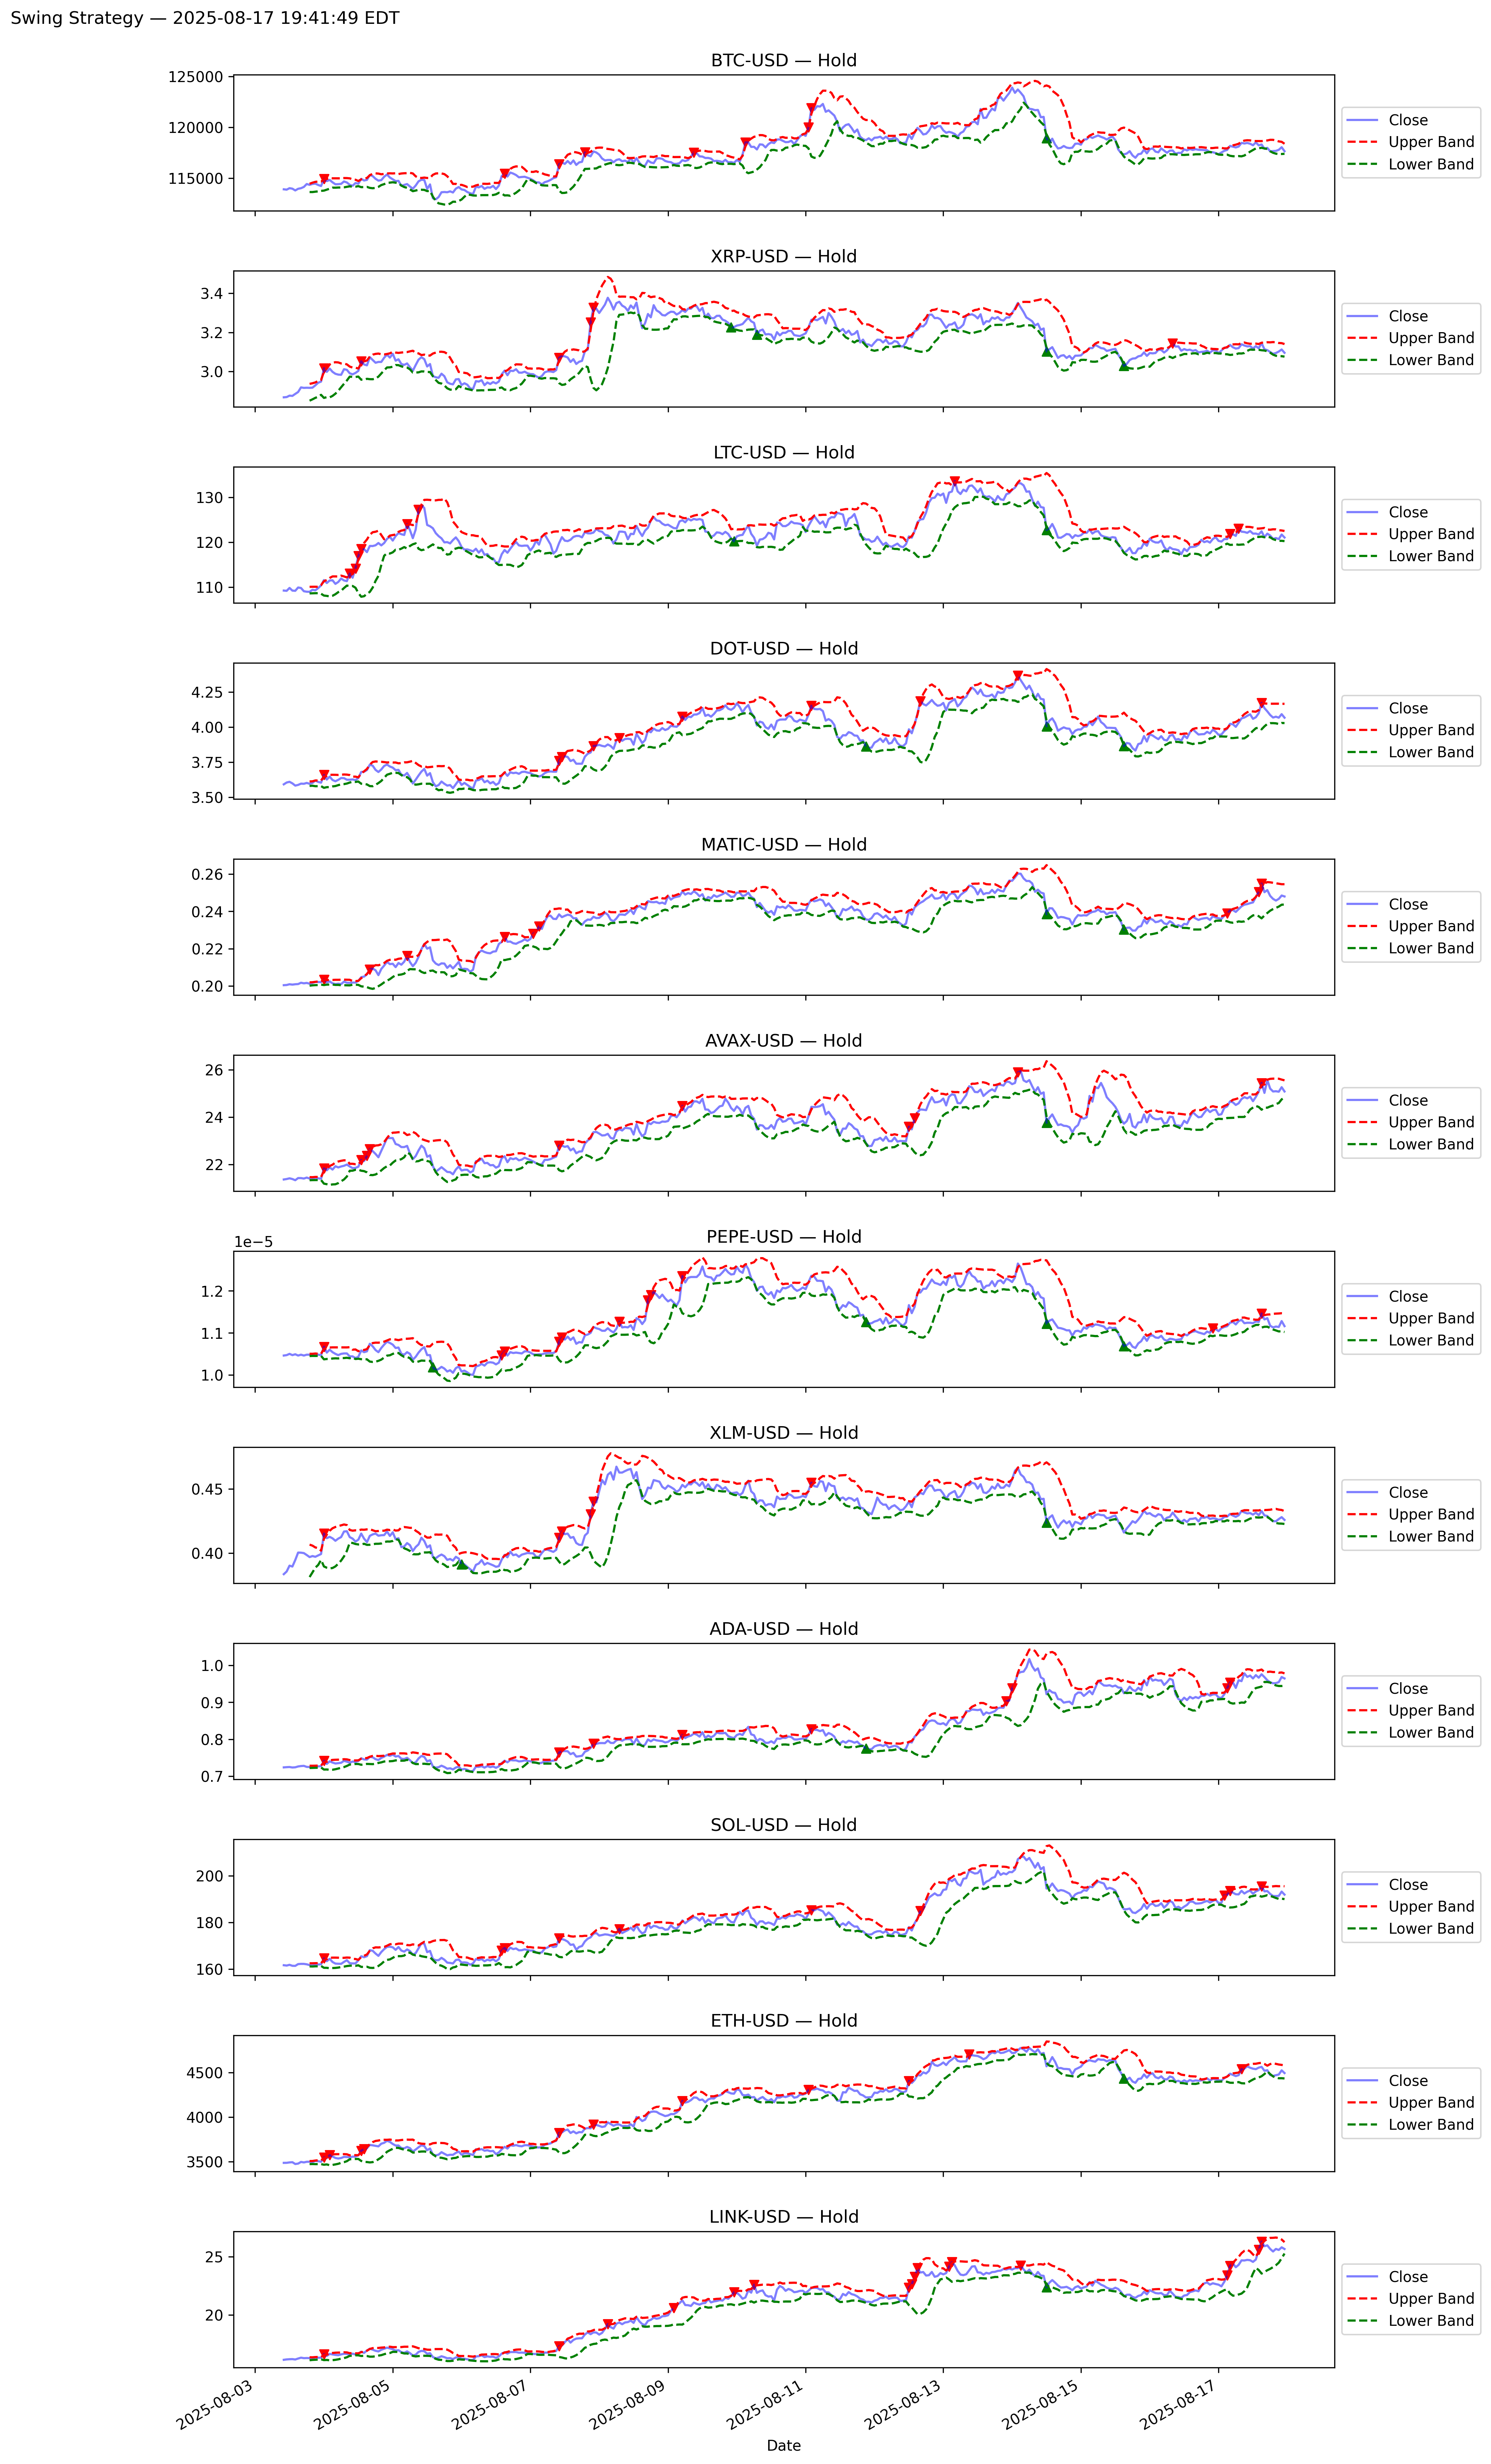 Swing Strategy — 2025-08-17 19:41:49 EDT
BTC-USD — Hold
125000
120000
115000
Close
Upper Band
Lower Band
XRP-USD — Hold
3.4
3.2
3.0
Close
Upper Band
Lower Band
LTC-USD — Hold
130
120
110
Close
Upper Band
Lower Band
DOT-USD — Hold
4.25
4.00
3.75
3.50
Close
Upper Band
Lower Band
MATIC-USD — Hold
0.26
0.24
0.22
0.20
Close
Upper Band
Lower Band
AVAX-USD — Hold
26
24
22
Close
Upper Band
Lower Band
PEPE-USD — Hold
1e−5
1.2
1.1
1.0
Close
Upper Band
Lower Band
XLM-USD — Hold
0.45
0.40
Close
Upper Band
Lower Band
ADA-USD — Hold
1.0
0.9
0.8
0.7
Close
Upper Band
Lower Band
SOL-USD — Hold
200
180
160
Close
Upper Band
Lower Band
ETH-USD — Hold
4500
4000
3500
Close
Upper Band
Lower Band
LINK-USD — Hold
25
20
Close
Upper Band
Lower Band
2025-08-03
2025-08-05
2025-08-07
2025-08-09
2025-08-11
2025-08-13
2025-08-15
2025-08-17
Date